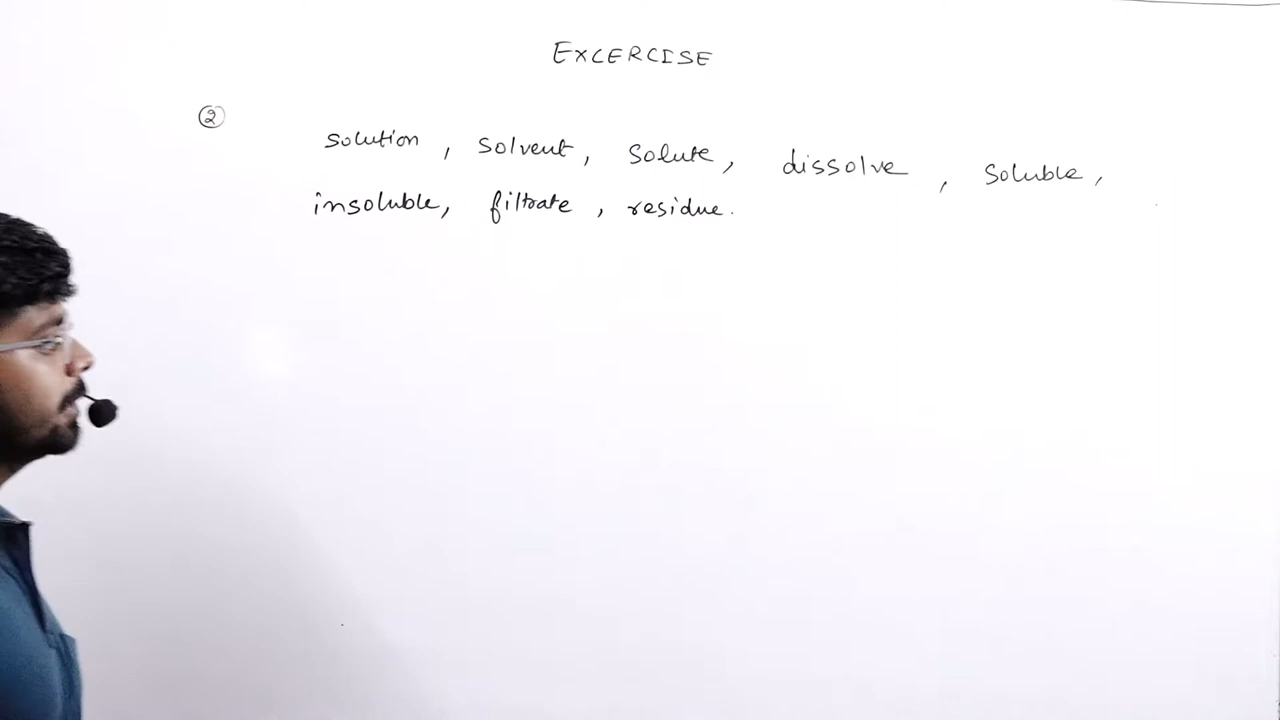 EXCERCISE
②
solution, solvent, solute, dissolve, soluble,
insoluble, filtrate, residue.